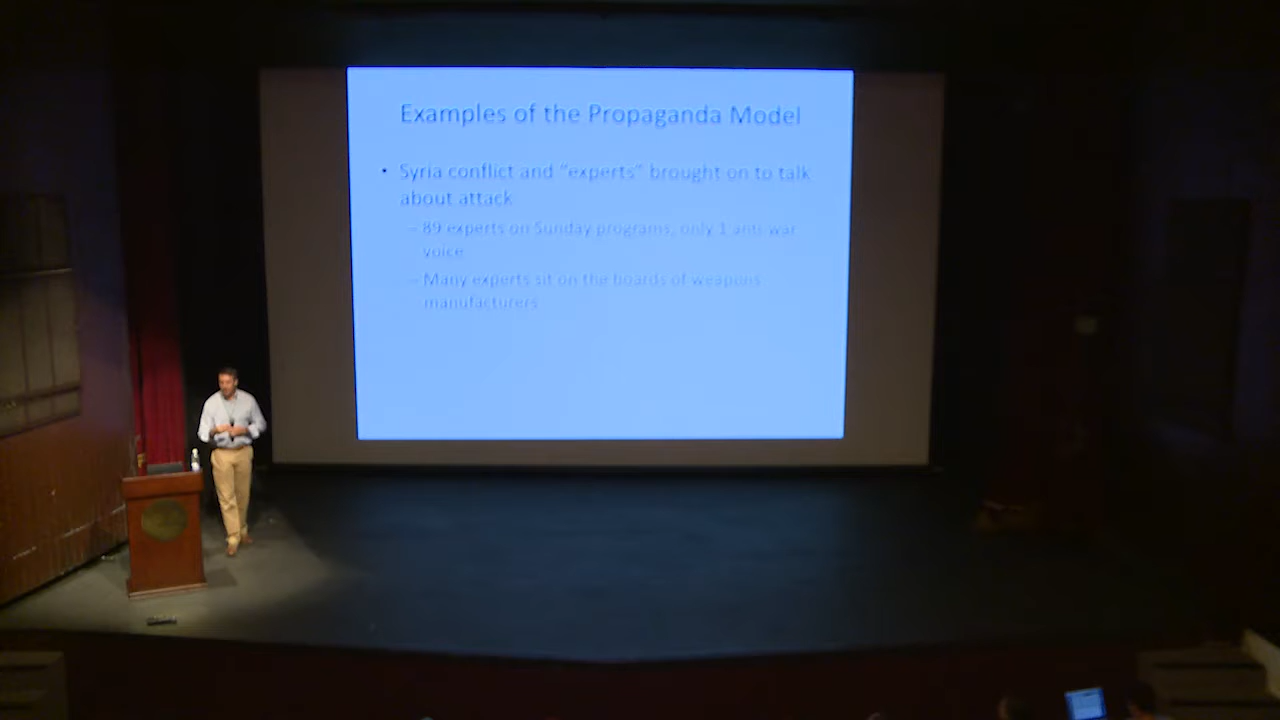 Examples of the Propaganda Model
• Syria conflict and "experts" brought on to talk
about attack
– 89 experts on Sunday programs, only 1 anti war
voice
– Many experts sit on the boards of weapons
manufacturers